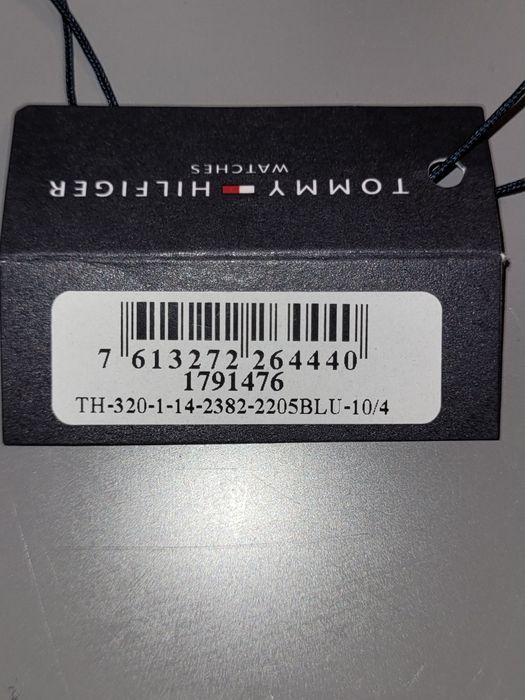 TOMMY HILFIGER
WATCHES
7 613272 264440
1791476
TH-320-1-14-2382-2205BLU-10/4